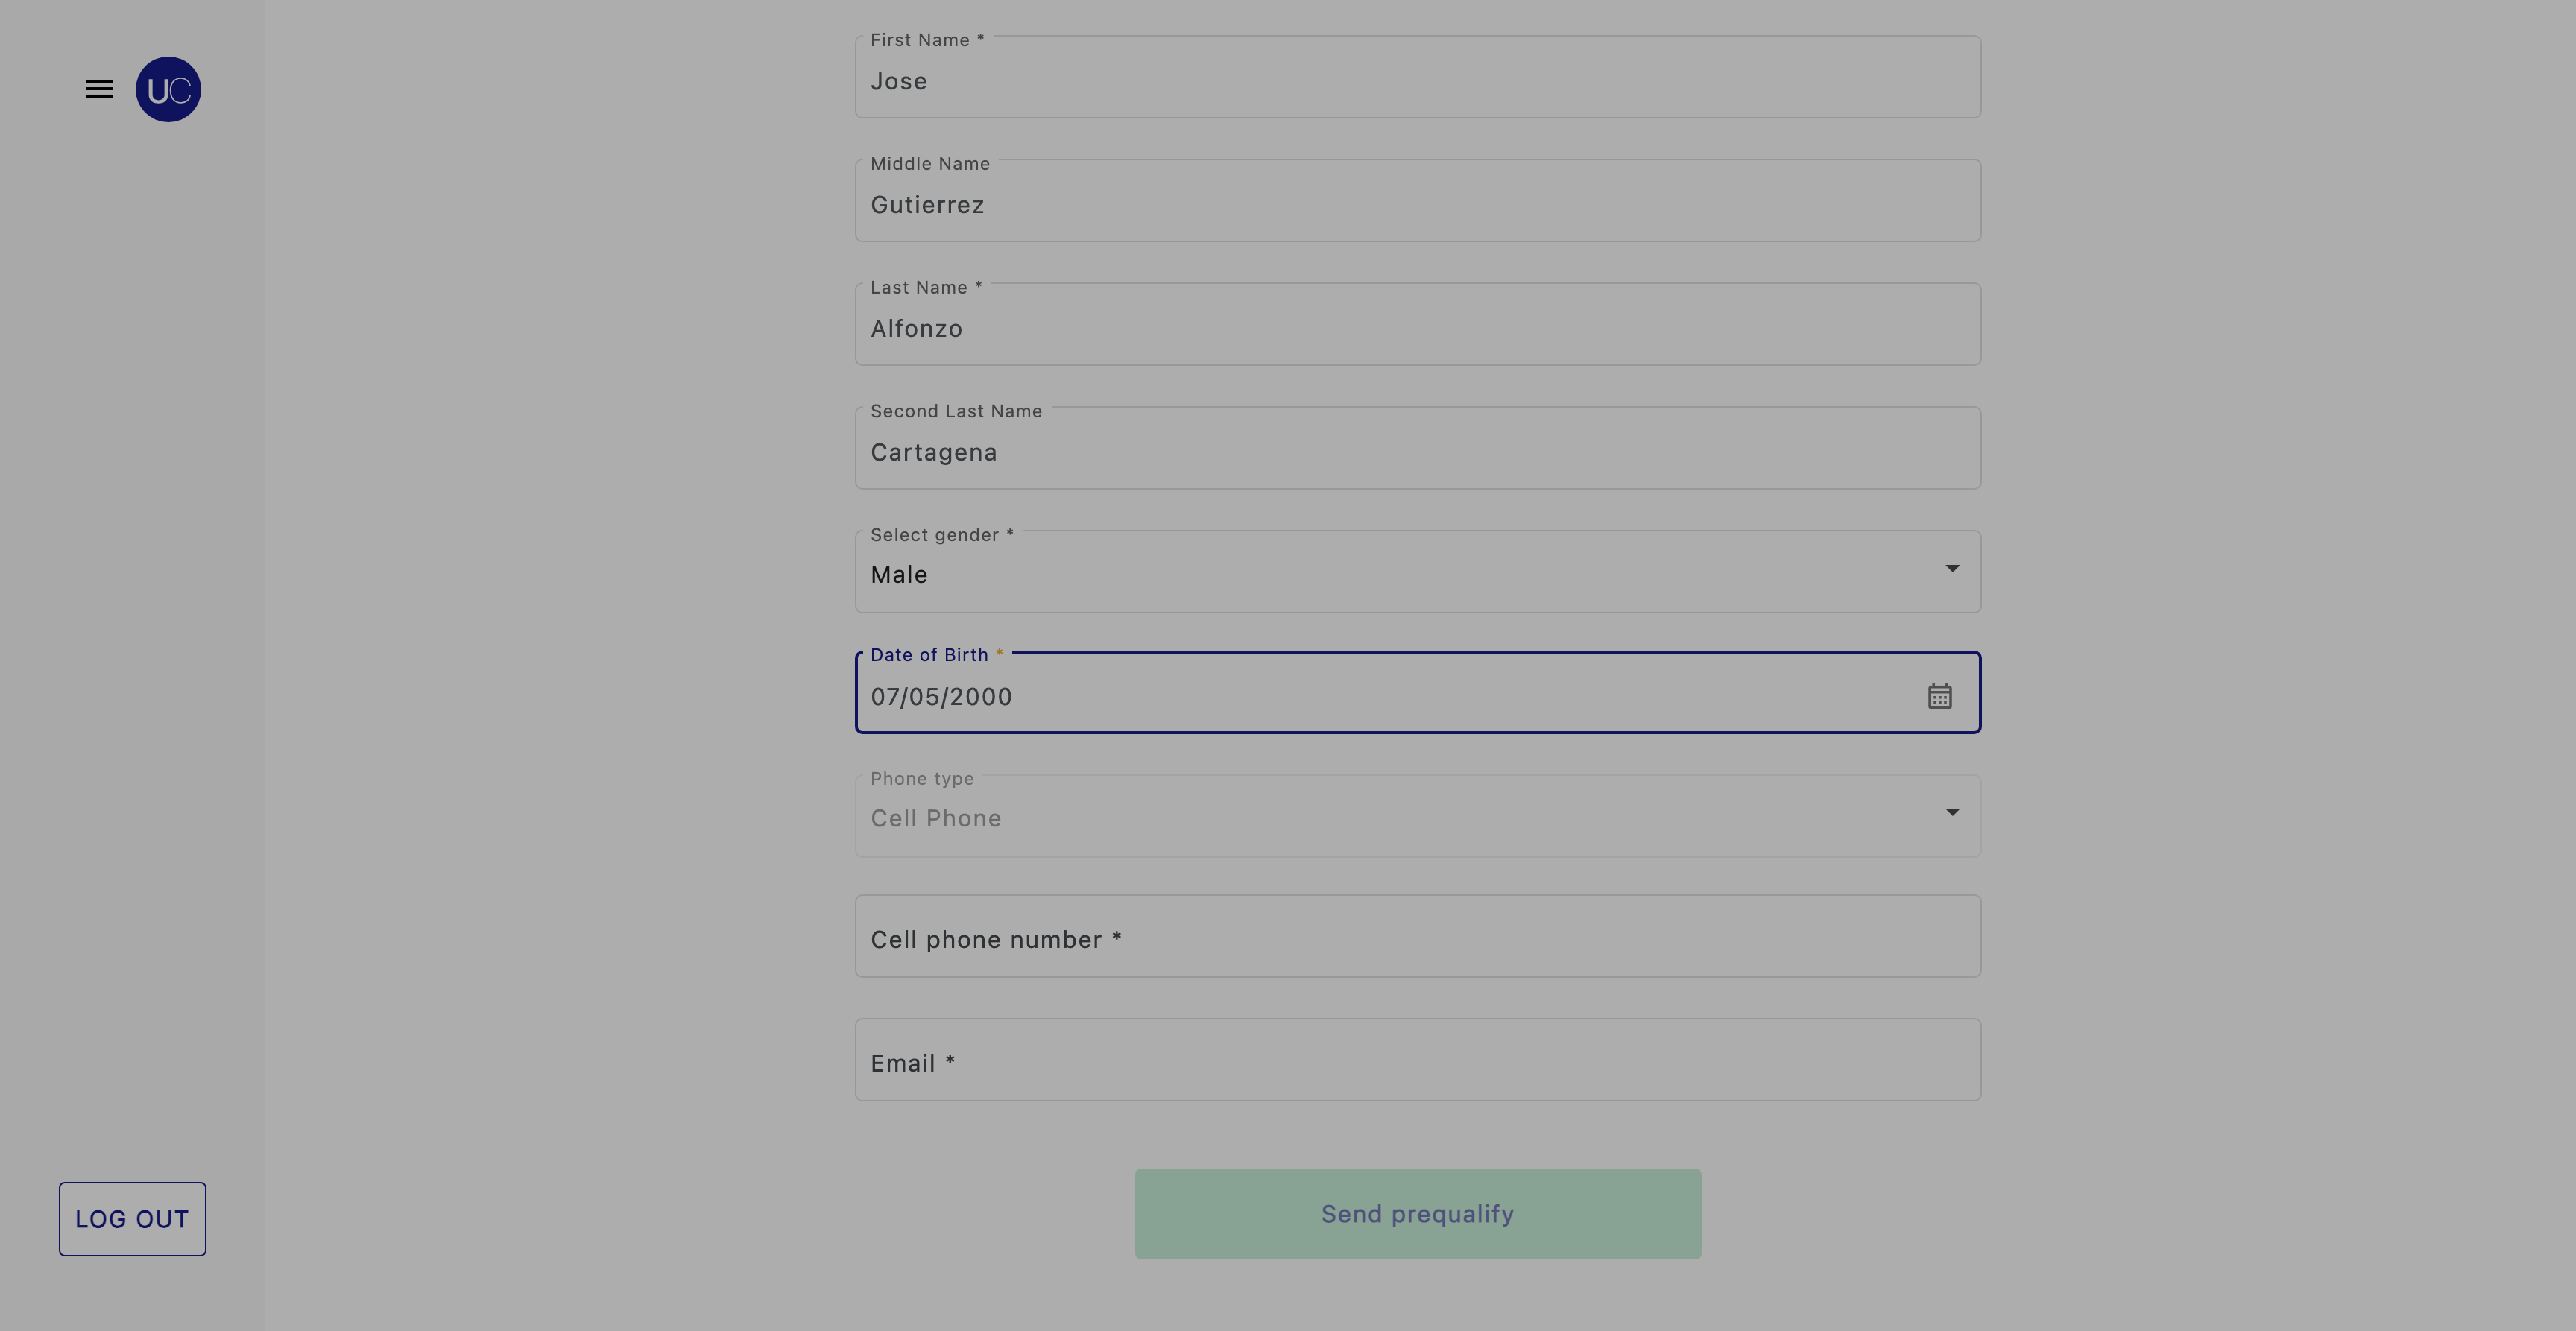 UC
First Name *
Jose
Middle Name
Gutierrez
Last Name *
Alfonzo
Second Last Name
Cartagena
Select gender *
Male
Date of Birth *
07/05/2000
Phone type
Cell Phone
Cell phone number *
Email *
Send prequalify
LOG OUT